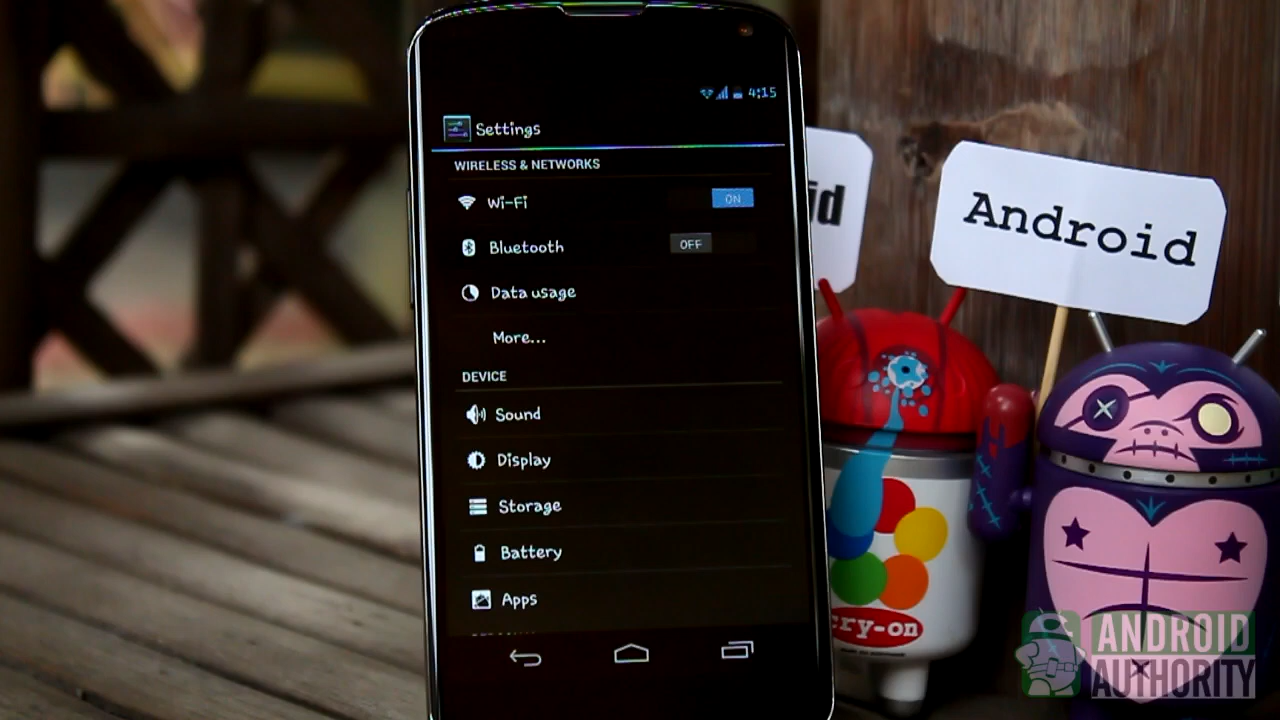 4:15
Settings
WIRELESS & NETWORKS
Wi-Fi
ON
Bluetooth
OFF
Data usage
More...
DEVICE
Sound
Display
Storage
Battery
Apps
id
Android
cry-on
ANDROID
AUTHORITY